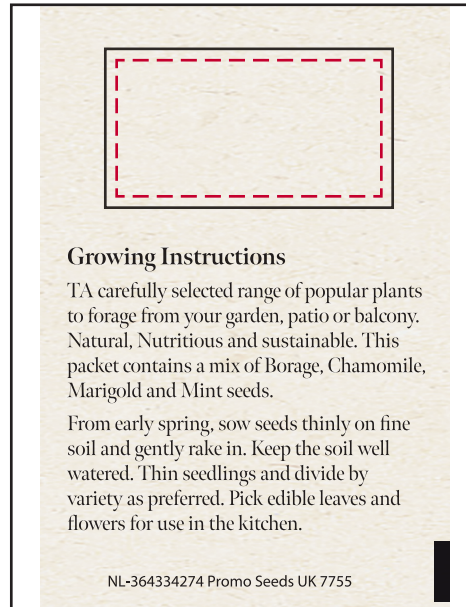 Growing Instructions
TA carefully selected range of popular plants
to forage from your garden, patio or balcony.
Natural, Nutritious and sustainable. This
packet contains a mix of Borage, Chamomile,
Marigold and Mint seeds.
From early spring, sow seeds thinly on fine
soil and gently rake in. Keep the soil well
watered. Thin seedlings and divide by
variety as preferred. Pick edible leaves and
flowers for use in the kitchen.
NL-364334274 Promo Seeds UK 7755